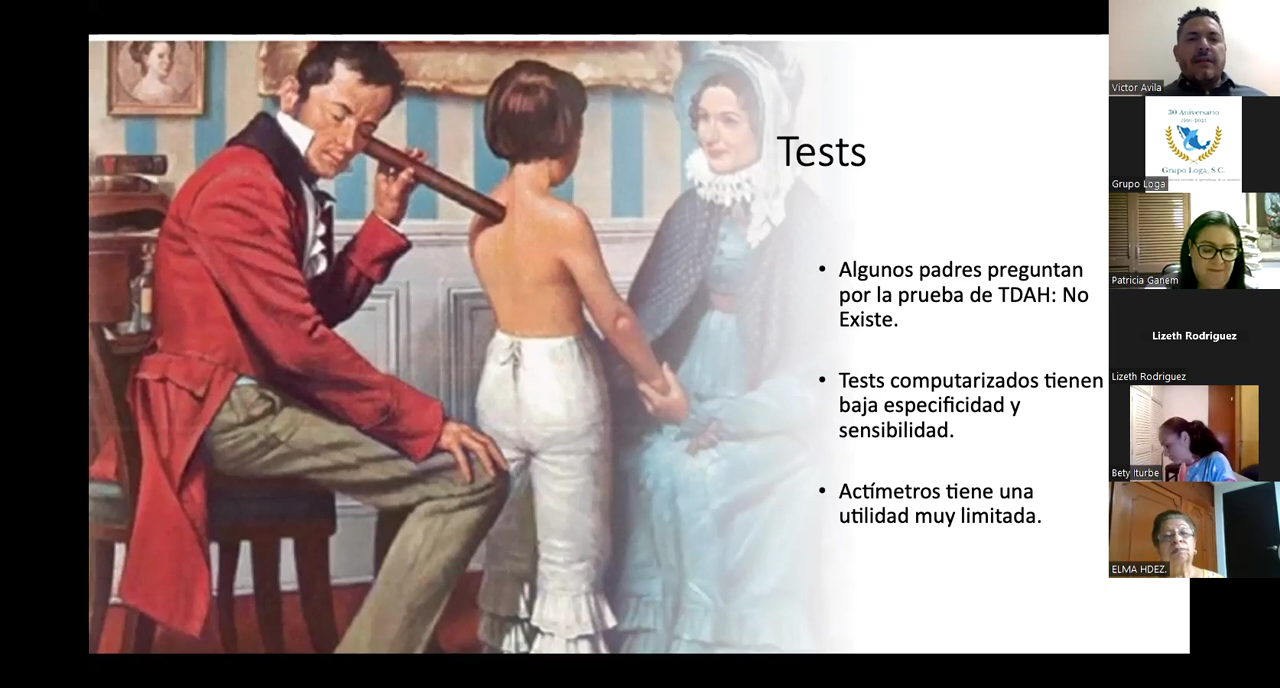 Tests
• Algunos padres preguntan
por la prueba de TDAH: No
Existe.
• Tests computarizados tienen
baja especificidad y
sensibilidad.
• Actímetros tiene una
utilidad muy limitada.
Víctor Avila
30 Aniversario
Grupo Loga, S.C.
Grupo Loga
Patricia Ganem
Lizeth Rodriguez
Lizeth Rodriguez
Bety Iturbe
ELMA HDEZ.